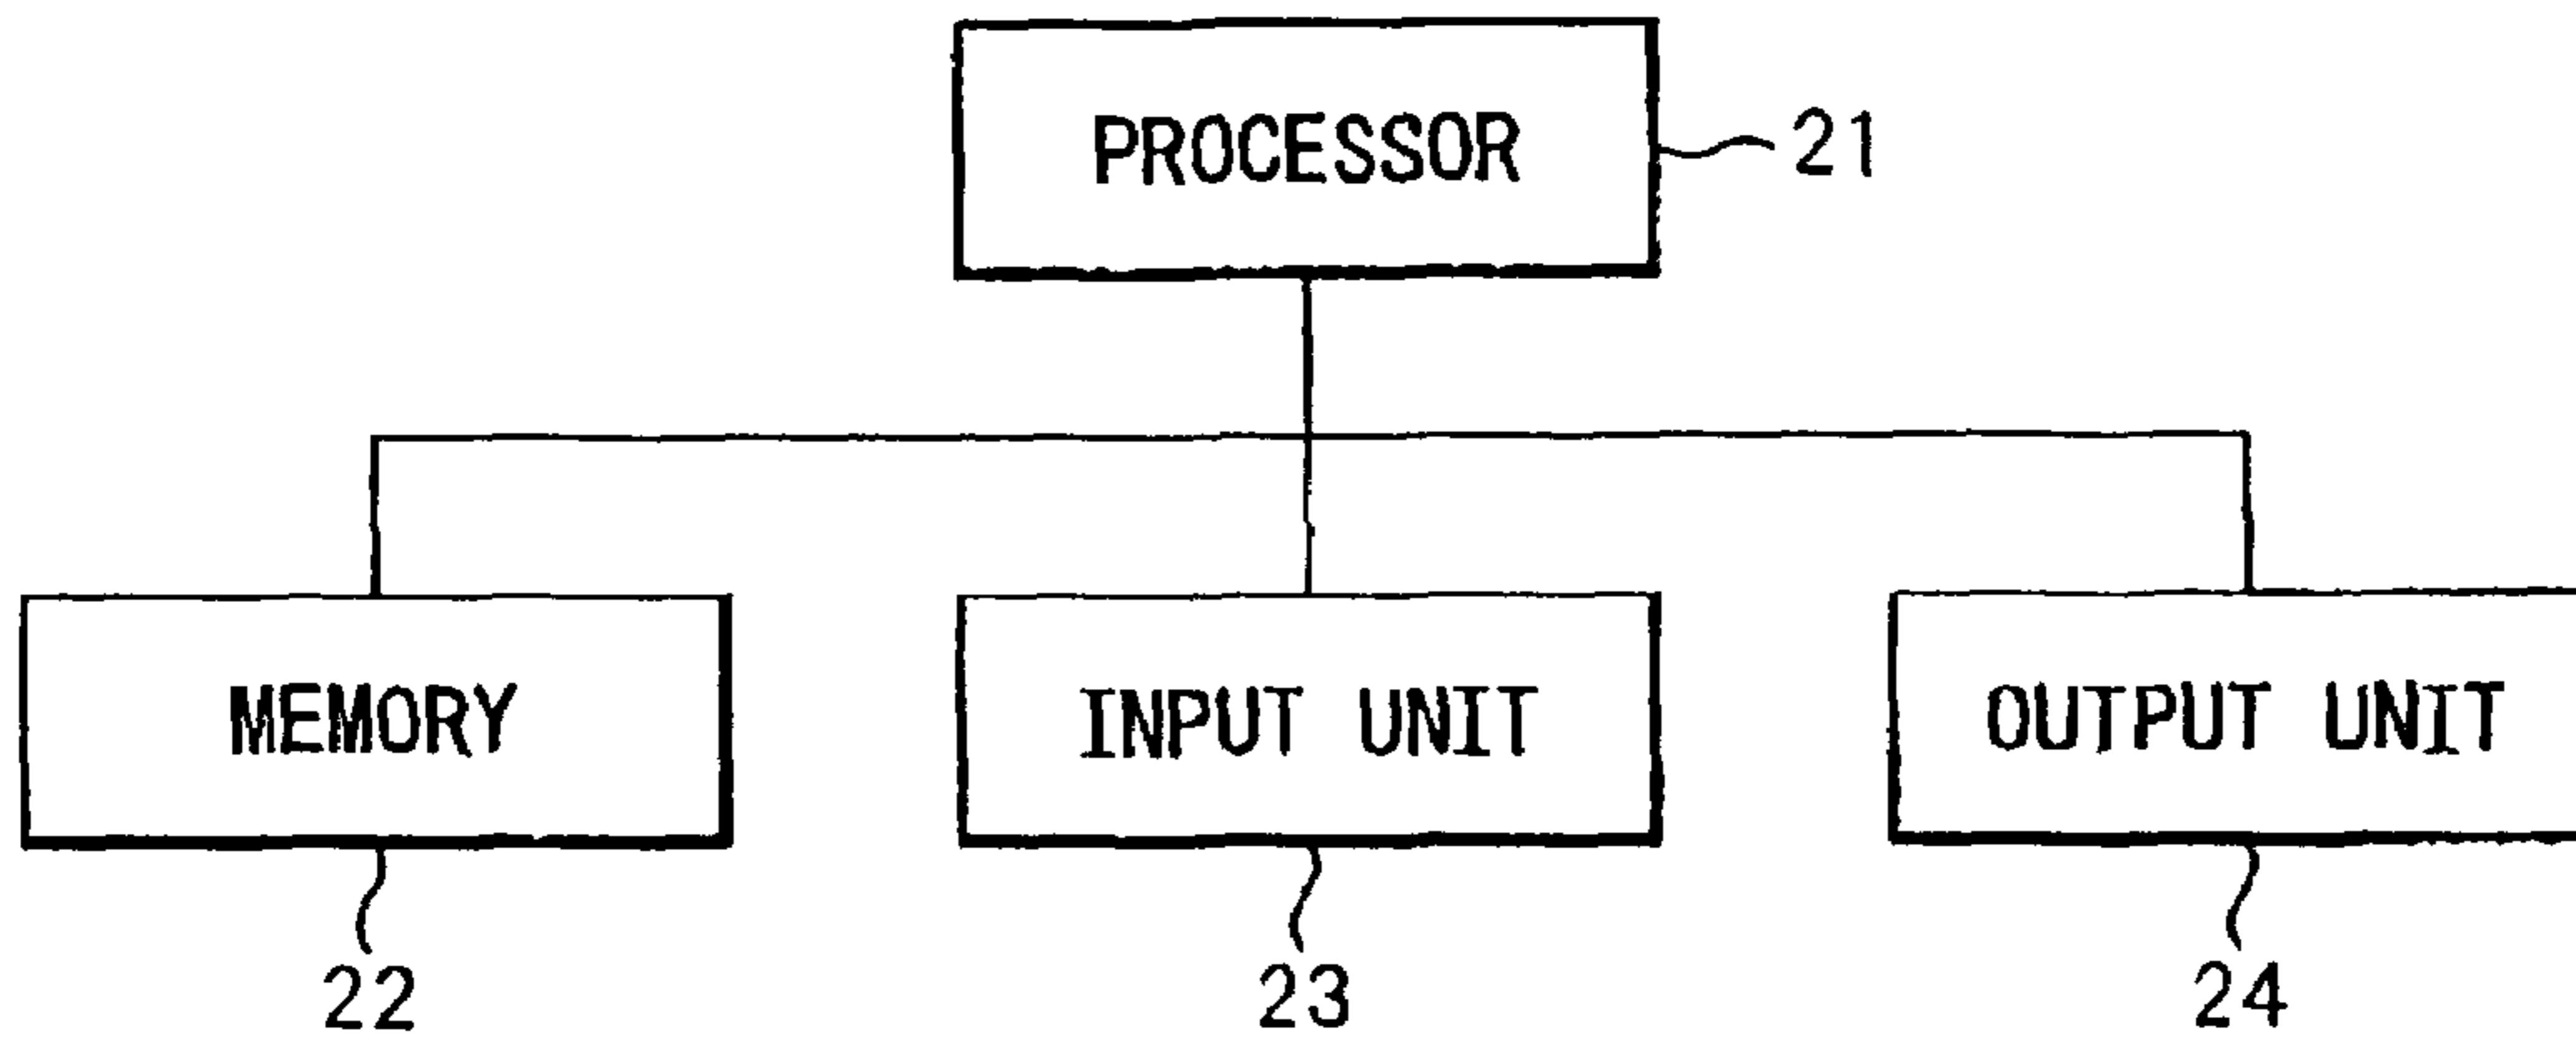 PROCESSOR
21
MEMORY
INPUT UNIT
OUTPUT UNIT
22
23
24